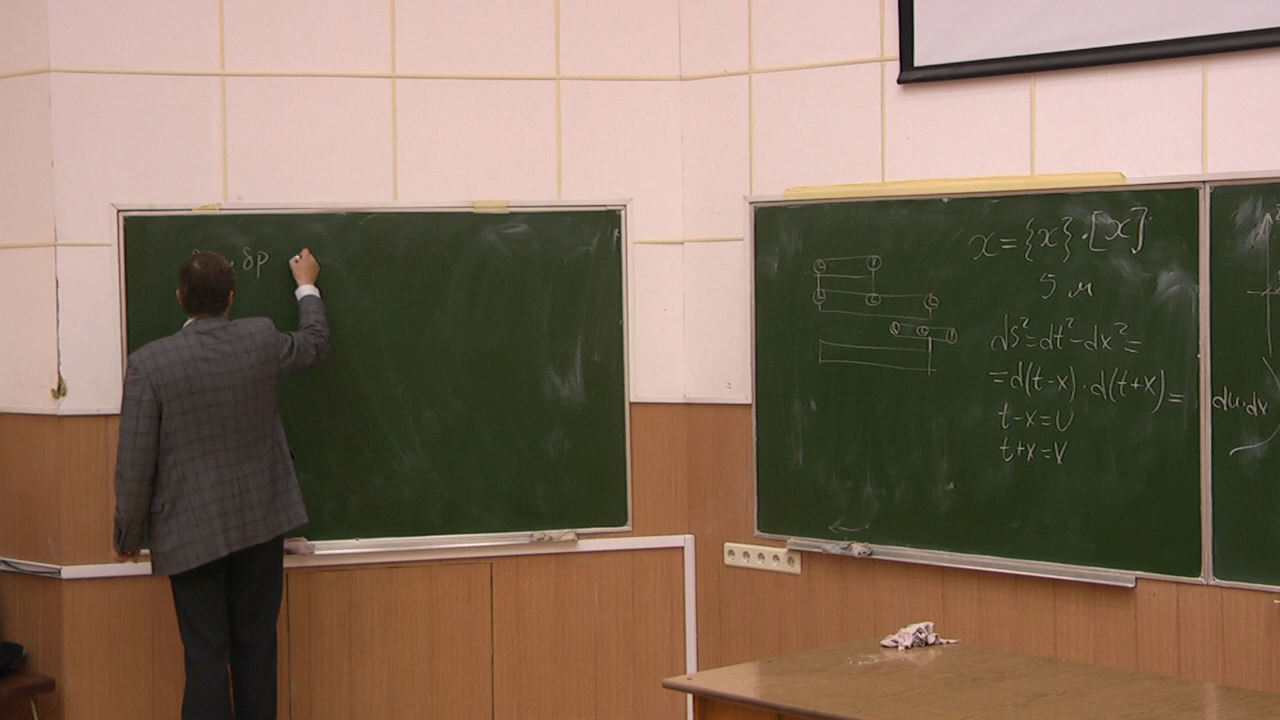 δp
x={x}·[x]
5 м
ds²=dt²-dx²=
=d(t-x)·d(t+x)=
du·dv
t-x=u
t+x=v